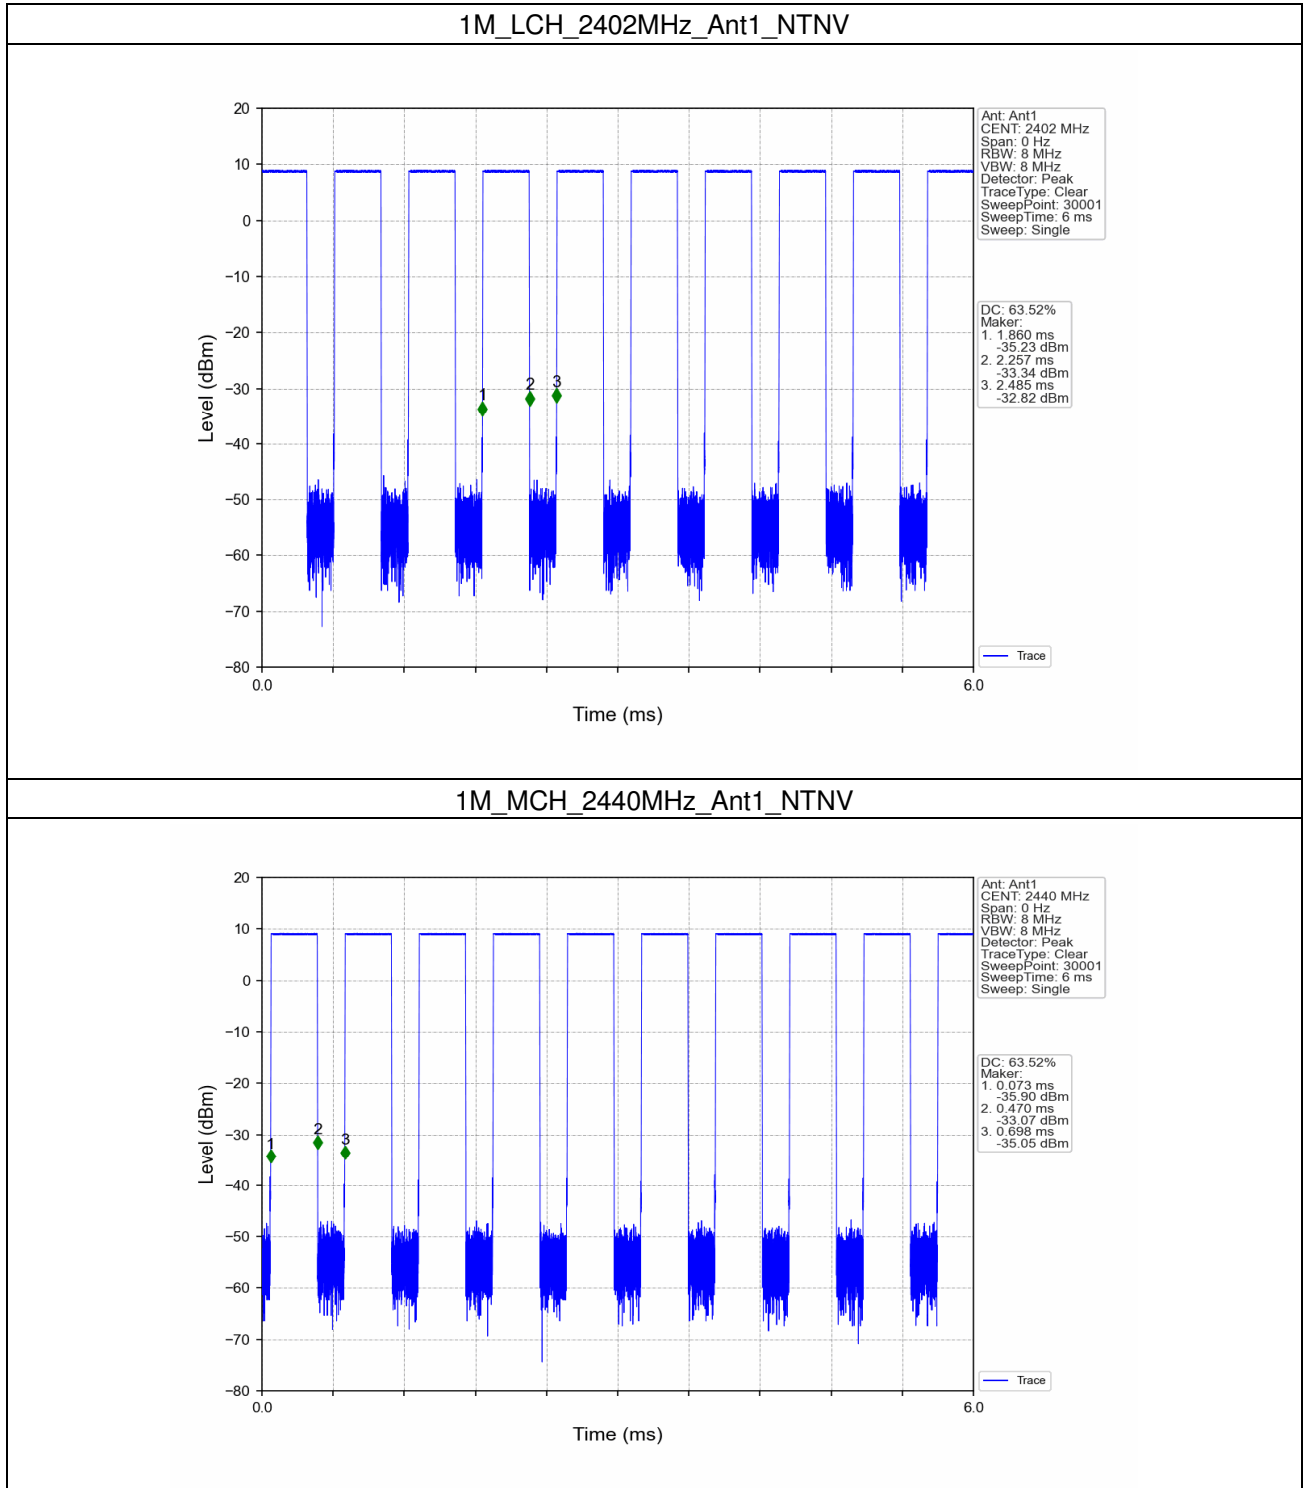 1M_LCH_2402MHz_Ant1_NTNV
20
10
0
−10
−20
−30
−40
−50
−60
−70
−80
Level (dBm)
0.0
6.0
Time (ms)
1
2
3
Ant: Ant1
CENT: 2402 MHz
Span: 0 Hz
RBW: 8 MHz
VBW: 8 MHz
Detector: Peak
TraceType: Clear
SweepPoint: 30001
SweepTime: 6 ms
Sweep: Single
DC: 63.52%
Maker:
1. 1.860 ms
-35.23 dBm
2. 2.257 ms
-33.34 dBm
3. 2.485 ms
-32.82 dBm
Trace
1M_MCH_2440MHz_Ant1_NTNV
20
10
0
−10
−20
−30
−40
−50
−60
−70
−80
Level (dBm)
0.0
6.0
Time (ms)
1
2
3
Ant: Ant1
CENT: 2440 MHz
Span: 0 Hz
RBW: 8 MHz
VBW: 8 MHz
Detector: Peak
TraceType: Clear
SweepPoint: 30001
SweepTime: 6 ms
Sweep: Single
DC: 63.52%
Maker:
1. 0.073 ms
-35.90 dBm
2. 0.470 ms
-33.07 dBm
3. 0.698 ms
-35.05 dBm
Trace